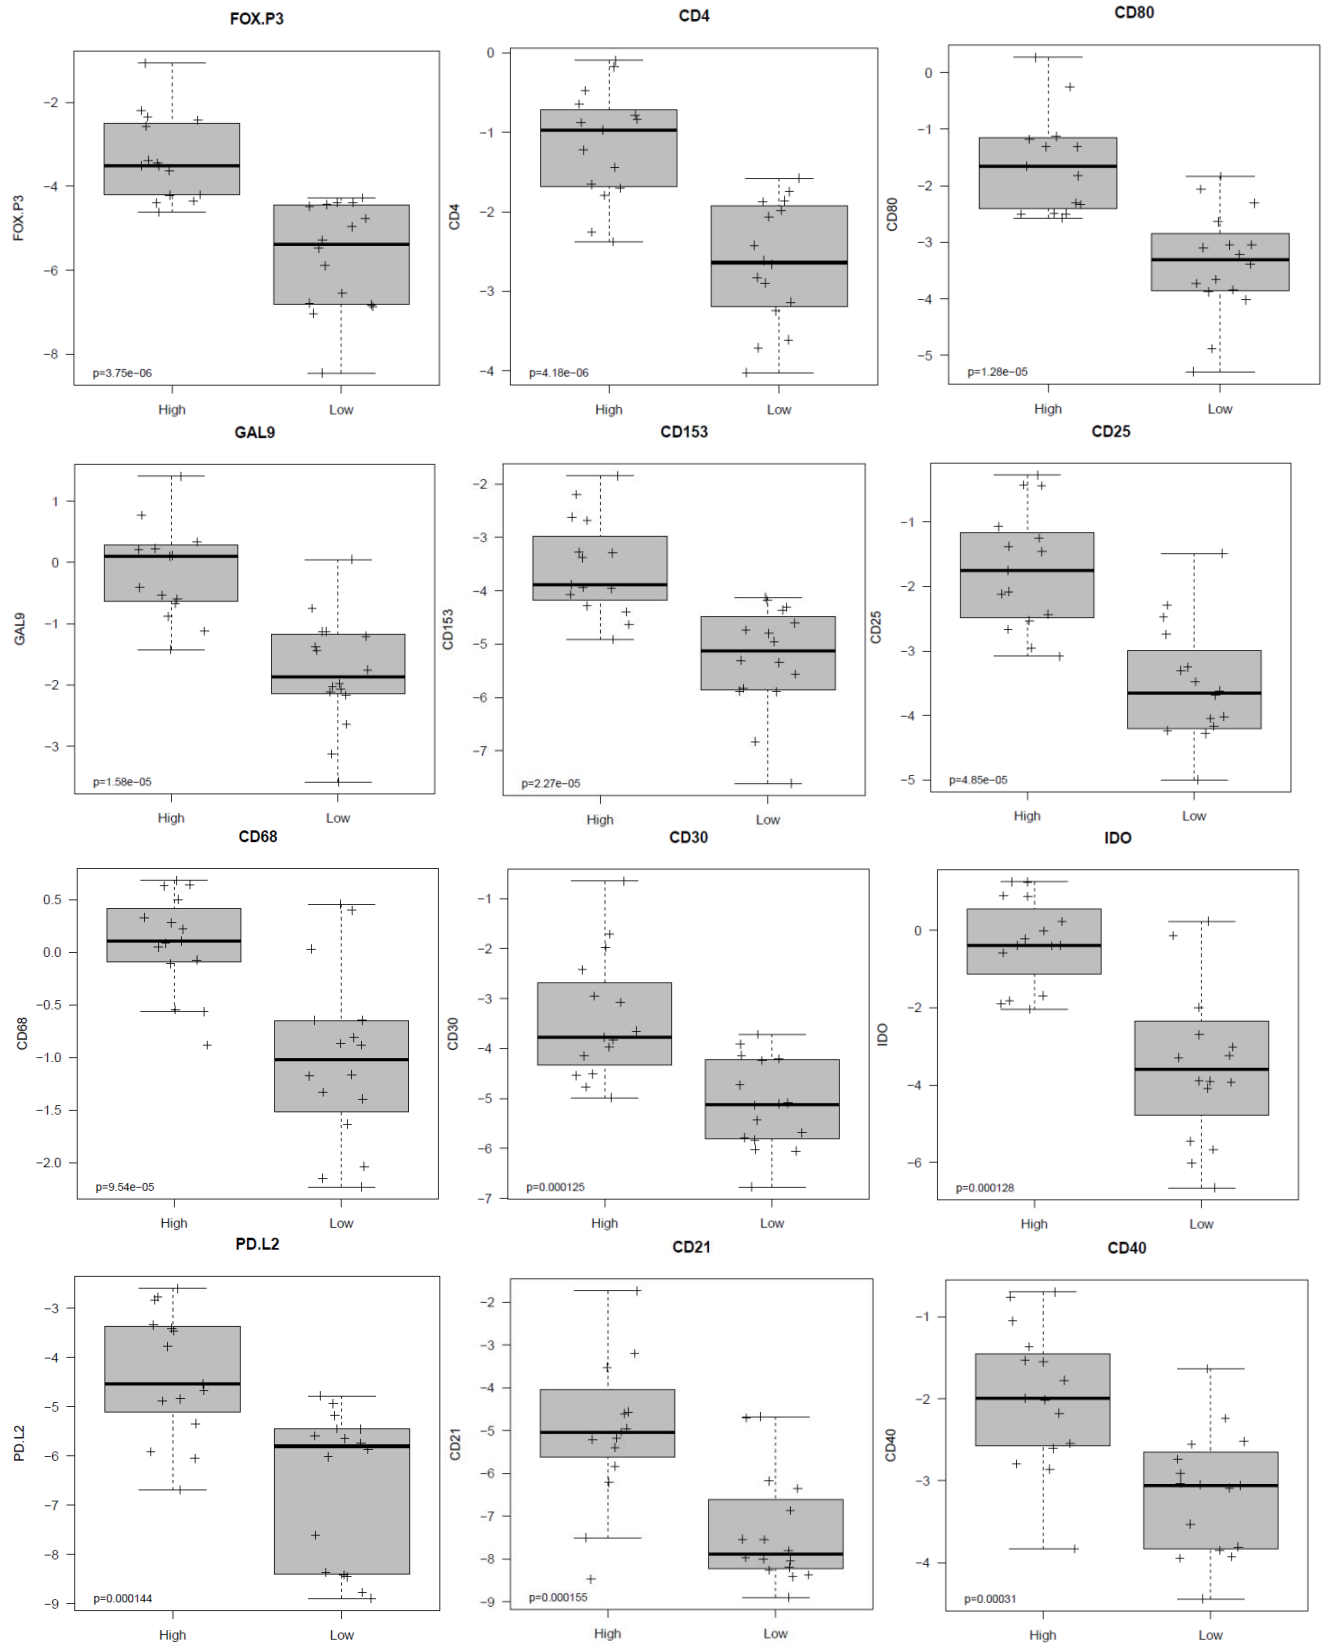 FOX.P3
FOX.P3
−2
−4
−6
−8
p=3.75e−06
High Low
CD4
CD4
0
−1
−2
−3
−4
p=4.18e−06
High Low
CD80
CD80
0
−1
−2
−3
−4
−5
p=1.28e−05
High Low
GAL9
GAL9
1
0
−1
−2
−3
p=1.58e−05
High Low
CD153
CD153
−2
−3
−4
−5
−6
−7
p=2.27e−05
High Low
CD25
CD25
−1
−2
−3
−4
−5
p=4.85e−05
High Low
CD68
CD68
0.5
0.0
−0.5
−1.0
−1.5
−2.0
p=9.54e−05
High Low
CD30
CD30
−1
−2
−3
−4
−5
−6
−7
p=0.000125
High Low
IDO
IDO
0
−2
−4
−6
p=0.000128
High Low
PD.L2
PD.L2
−3
−4
−5
−6
−7
−8
−9
p=0.000144
High Low
CD21
CD21
−2
−3
−4
−5
−6
−7
−8
−9
p=0.000155
High Low
CD40
CD40
−1
−2
−3
−4
p=0.00031
High Low